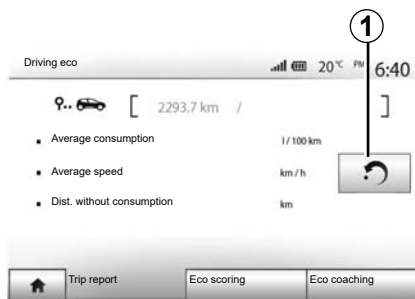 1
Driving eco 20°C PM 6:40
[ 2293.7 km / ]
Average consumption l/100 km
Average speed km/h
Dist. without consumption km
Trip report Eco scoring Eco coaching